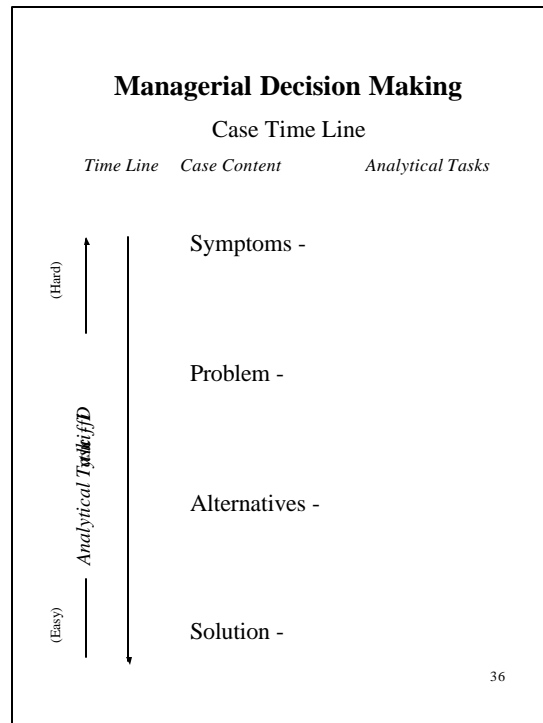 Managerial Decision Making
Case Time Line
Time Line Case Content Analytical Tasks
(Hard)
Symptoms -
Problem -
Analytical
Alternatives -
(Easy)
Solution -
36